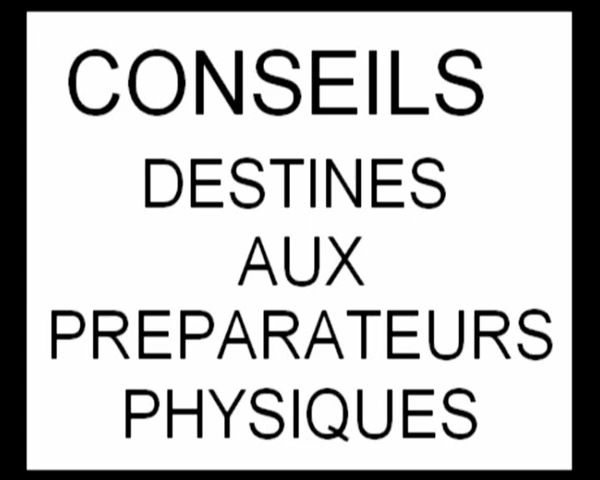 CONSEILS
DESTINES
AUX
PREPARATEURS
PHYSIQUES